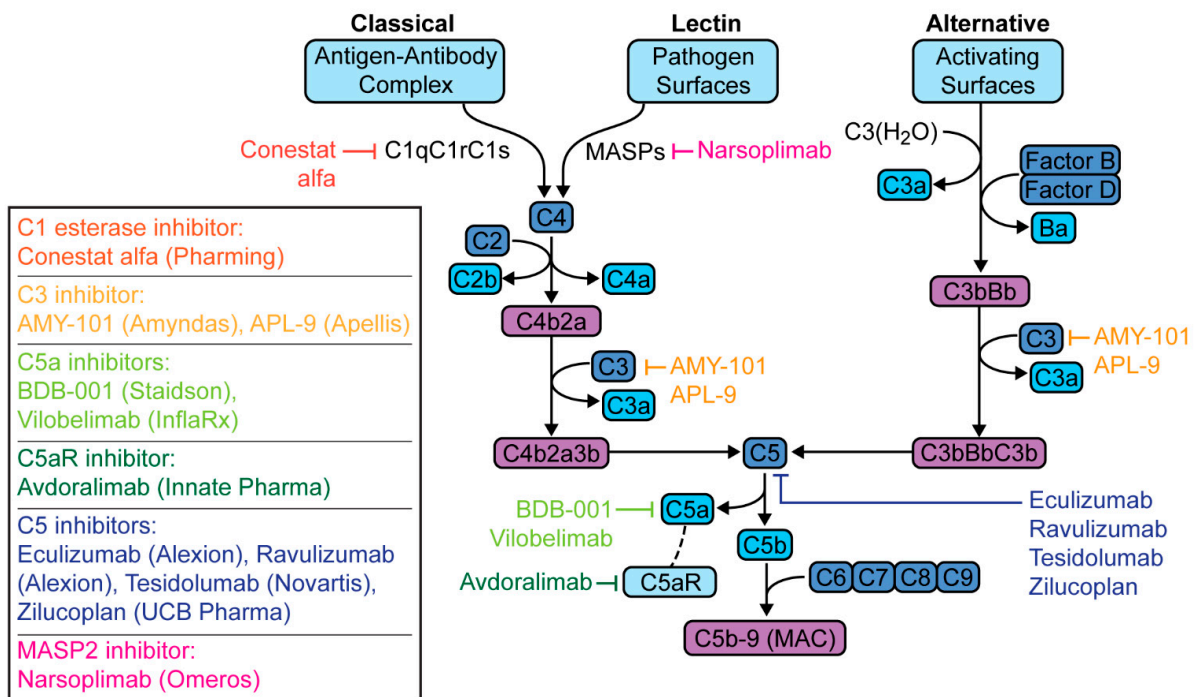 Classical
Lectin
Alternative
Antigen-Antibody
Complex
Pathogen
Surfaces
Activating
Surfaces
Conestat
alfa
C1qC1rC1s
MASPs
Narsoplimab
C3(H₂O)
C3a
Factor B
Factor D
Ba
C4
C2
C2b
C4a
C4b2a
C3bBb
C3
AMY-101
APL-9
C3a
C3
AMY-101
APL-9
C3a
C4b2a3b
C5
C3bBbC3b
BDB-001
Vilobelimab
C5a
C5b
Eculizumab
Ravulizumab
Tesidolumab
Zilucoplan
Avdoralimab
C5aR
C6
C7
C8
C9
C5b-9 (MAC)
C1 esterase inhibitor:
Conestat alfa (Pharming)
C3 inhibitor:
AMY-101 (Amyndas), APL-9 (Apellis)
C5a inhibitors:
BDB-001 (Staidson),
Vilobelimab (InflaRx)
C5aR inhibitor:
Avdoralimab (Innate Pharma)
C5 inhibitors:
Eculizumab (Alexion), Ravulizumab
(Alexion), Tesidolumab (Novartis),
Zilucoplan (UCB Pharma)
MASP2 inhibitor:
Narsoplimab (Omeros)